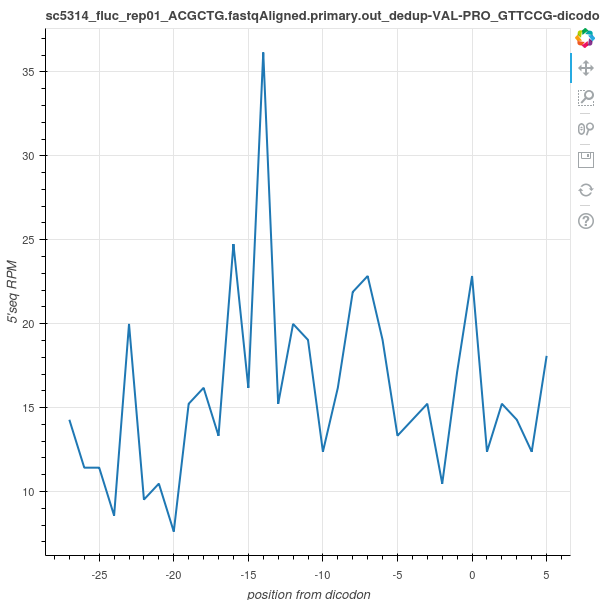 sc5314_fluc_rep01_ACGCTG.fastqAligned.primary.out_dedup-VAL-PRO_GTTCCG-dicodo
35
30
25
20
15
10
5'seq RPM
-25 -20 -15 -10 -5 0 5
position from dicodon